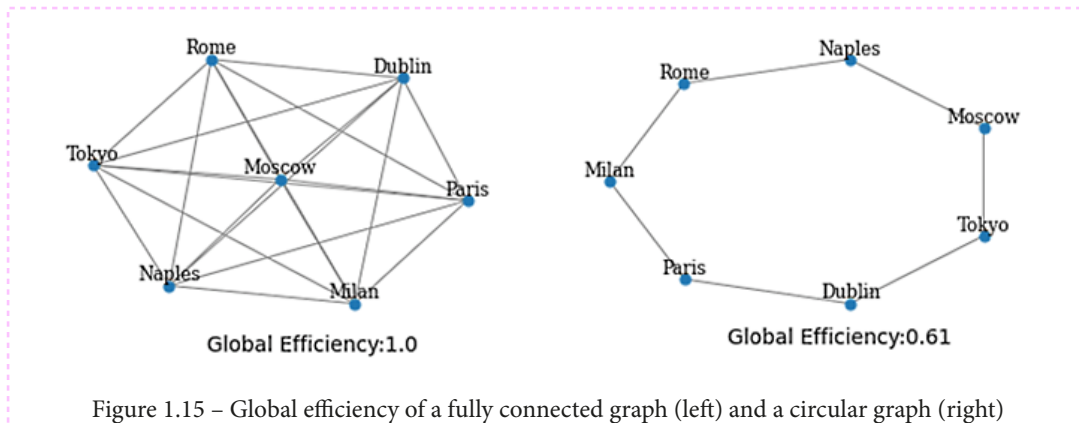 Rome
Dublin
Tokyo
Moscow
Paris
Naples
Milan
Global Efficiency:1.0
Naples
Rome
Moscow
Milan
Tokyo
Paris
Dublin
Global Efficiency:0.61
Figure 1.15 – Global efficiency of a fully connected graph (left) and a circular graph (right)